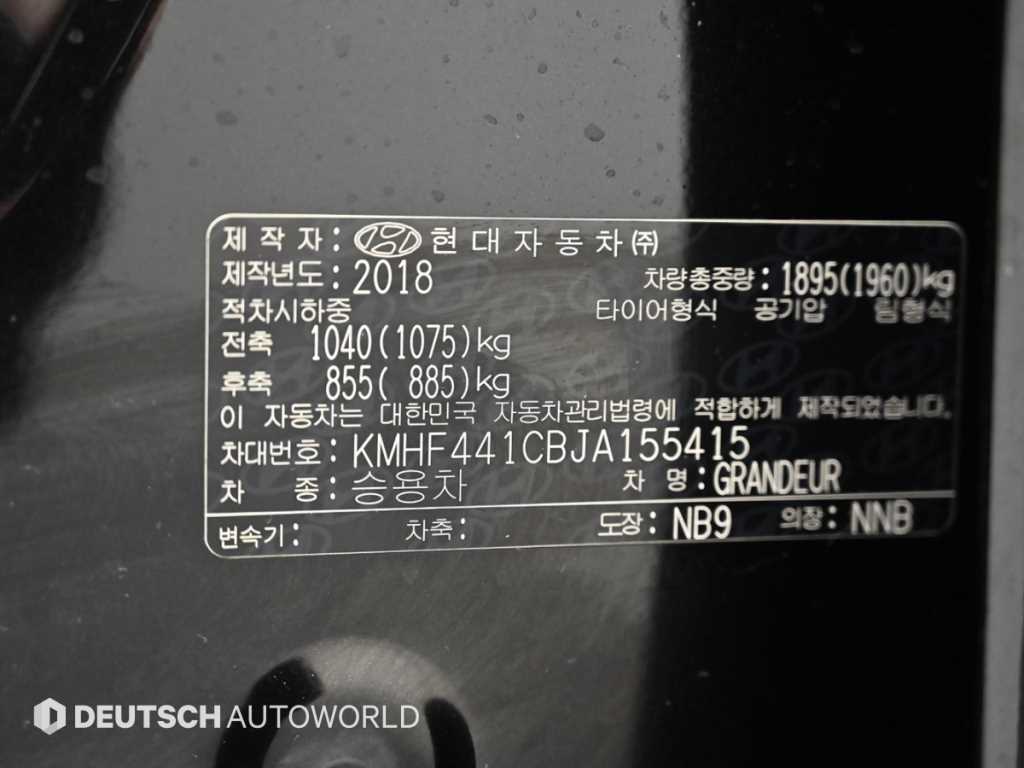 제 작 자 : 현대자동차㈜
제작년도 : 2018 차량총중량 : 1895(1960)kg
적차시하중 타이어형식 공기압 림형식
전축 1040(1075)kg
후축 855( 885)kg
이 자동차는 대한민국 자동차관리법령에 적합하게 제작되었습니다.
차대번호 : KMHF441CBJA155415
차 종 : 승용차 차 명 : GRANDEUR
변속기 : 차축 : 도장 : NB9 의장 : NNB
DEUTSCH AUTOWORLD